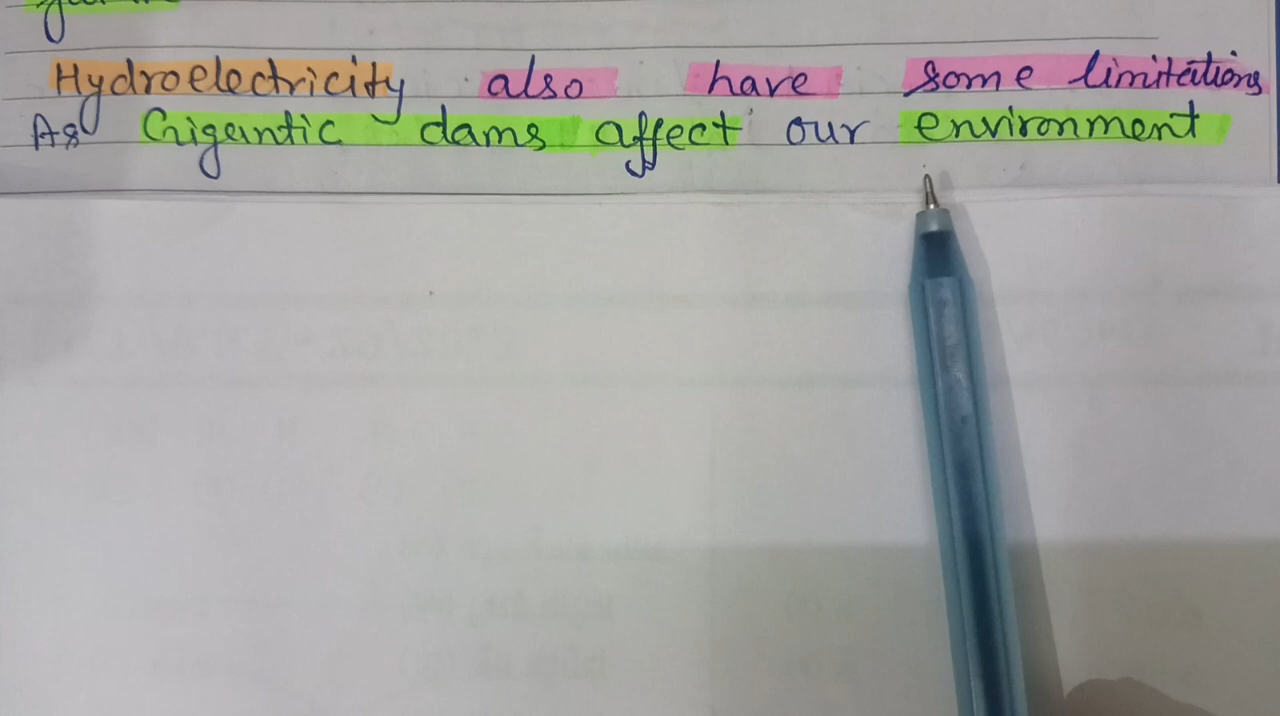 Hydroelectricity also have some limitations
As Gigantic dams affect our environment